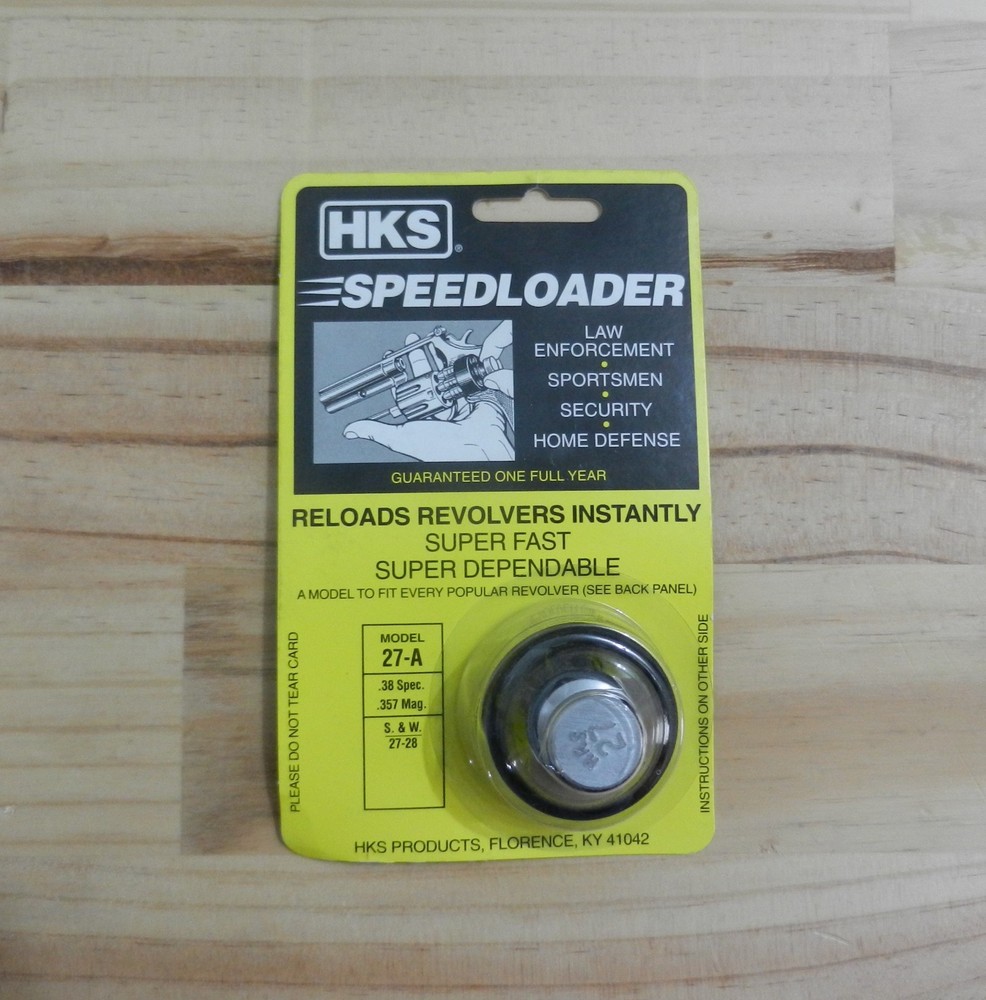 HKS®
SPEEDLOADER
LAW
ENFORCEMENT
•
SPORTSMEN
•
SECURITY
•
HOME DEFENSE
GUARANTEED ONE FULL YEAR
RELOADS REVOLVERS INSTANTLY
SUPER FAST
SUPER DEPENDABLE
A MODEL TO FIT EVERY POPULAR REVOLVER (SEE BACK PANEL)
PLEASE DO NOT TEAR CARD
MODEL
27-A
.38 Spec.
.357 Mag.
S. & W.
27-28
HKS
27
INSTRUCTIONS ON OTHER SIDE
HKS PRODUCTS, FLORENCE, KY 41042